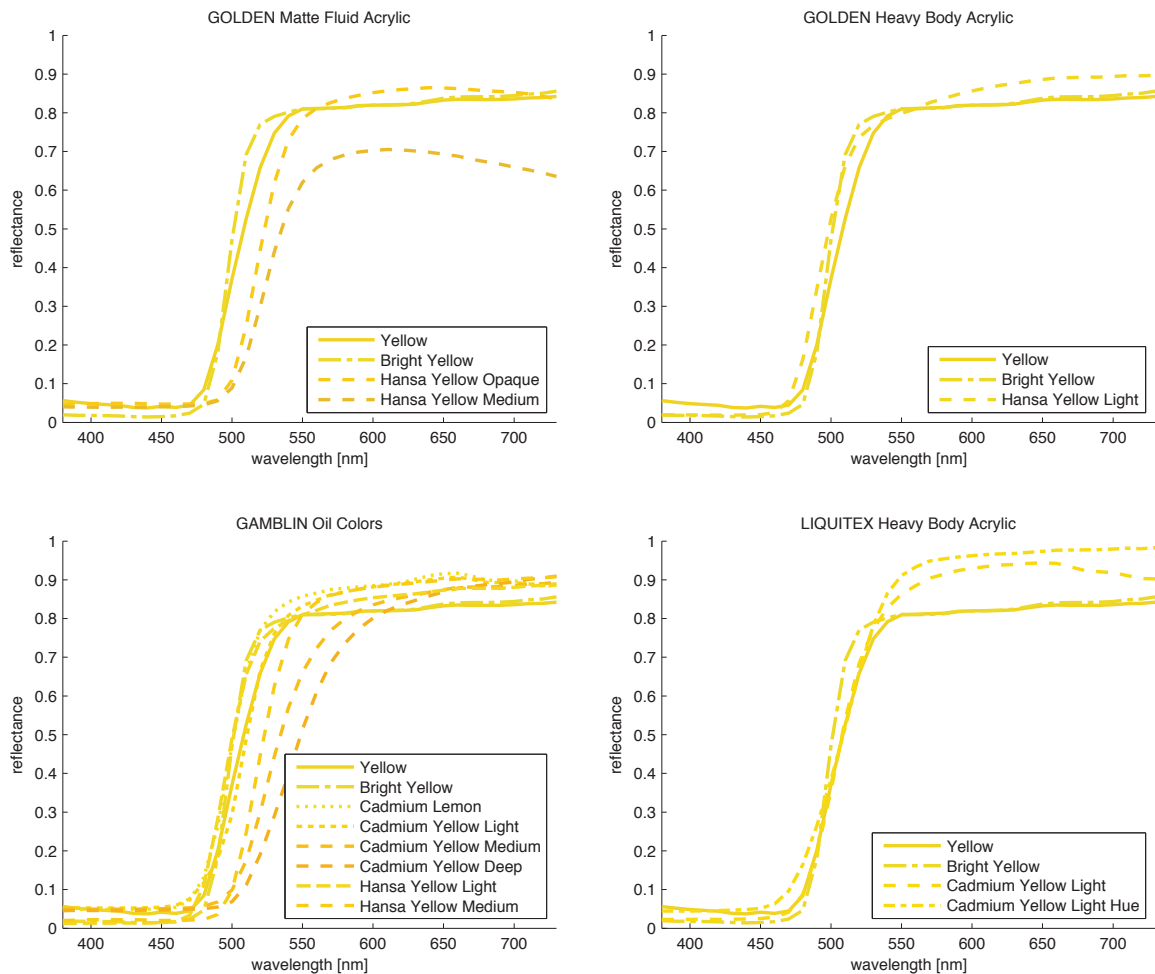 GOLDEN Matte Fluid Acrylic
1
0.9
0.8
0.7
0.6
0.5
0.4
0.3
0.2
0.1
0
reflectance
400 450 500 550 600 650 700
wavelength [nm]
Yellow
Bright Yellow
Hansa Yellow Opaque
Hansa Yellow Medium
GOLDEN Heavy Body Acrylic
1
0.9
0.8
0.7
0.6
0.5
0.4
0.3
0.2
0.1
0
reflectance
400 450 500 550 600 650 700
wavelength [nm]
Yellow
Bright Yellow
Hansa Yellow Light
GAMBLIN Oil Colors
1
0.9
0.8
0.7
0.6
0.5
0.4
0.3
0.2
0.1
0
reflectance
400 450 500 550 600 650 700
wavelength [nm]
Yellow
Bright Yellow
Cadmium Lemon
Cadmium Yellow Light
Cadmium Yellow Medium
Cadmium Yellow Deep
Hansa Yellow Light
Hansa Yellow Medium
LIQUITEX Heavy Body Acrylic
1
0.9
0.8
0.7
0.6
0.5
0.4
0.3
0.2
0.1
0
reflectance
400 450 500 550 600 650 700
wavelength [nm]
Yellow
Bright Yellow
Cadmium Yellow Light
Cadmium Yellow Light Hue